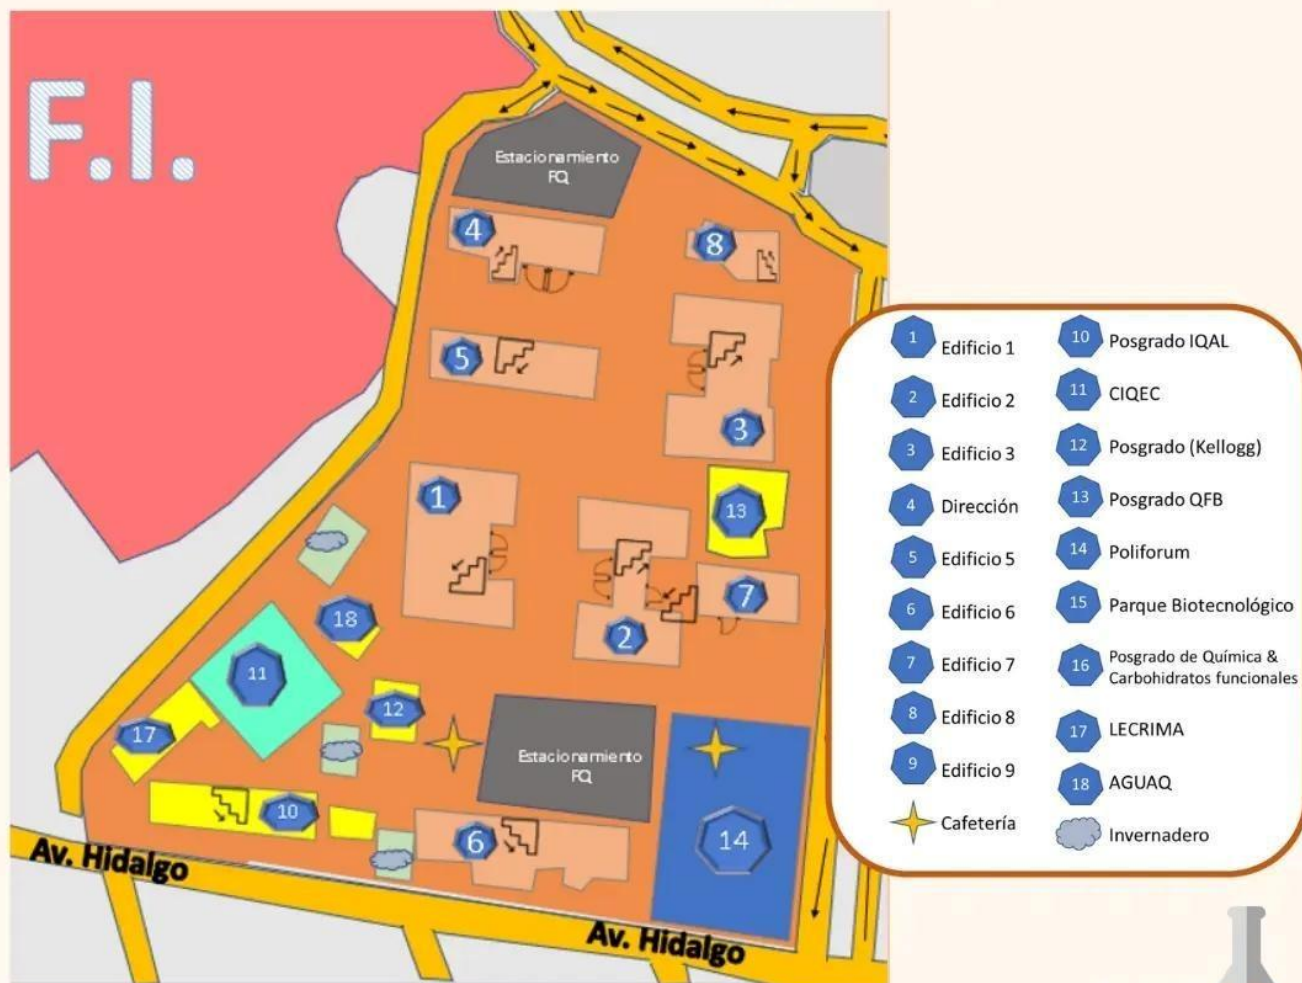 F.I.
Estacionamiento
FQ
4
8
5
3
1
13
18
7
2
11
12
17
Estacionamiento
FQ
10
6
14
Av. Hidalgo
Av. Hidalgo
1 Edificio 1
2 Edificio 2
3 Edificio 3
4 Dirección
5 Edificio 5
6 Edificio 6
7 Edificio 7
8 Edificio 8
9 Edificio 9
Cafetería
10 Posgrado IQAL
11 CIQEC
12 Posgrado (Kellogg)
13 Posgrado QFB
14 Poliforum
15 Parque Biotecnológico
16 Posgrado de Química &
Carbohidratos funcionales
17 LECRIMA
18 AGUAQ
Invernadero